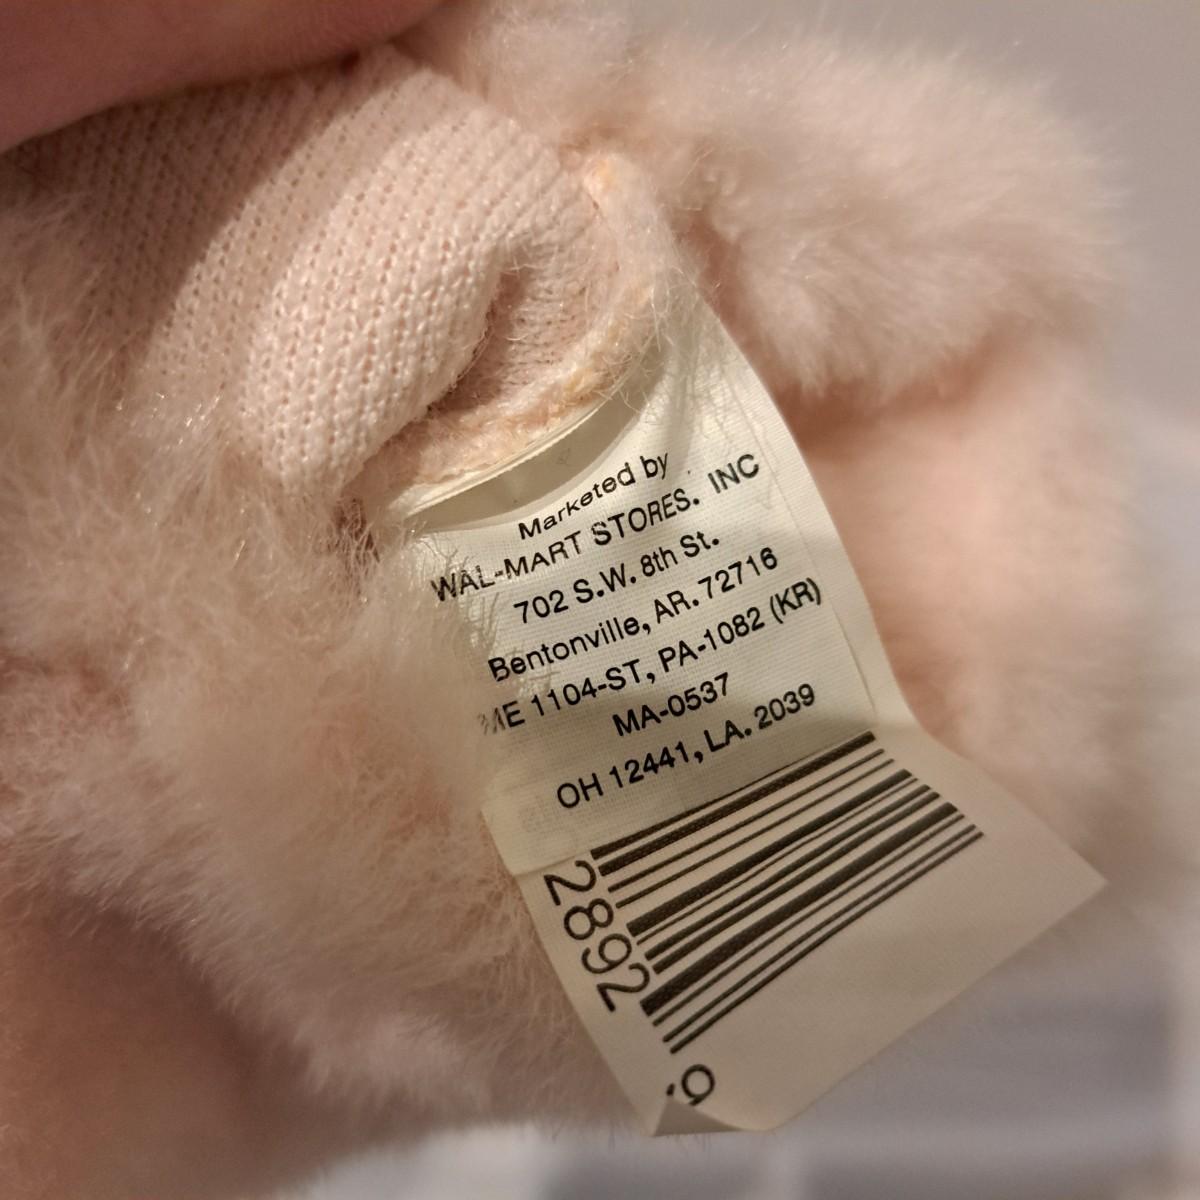 Marketed by
WAL-MART STORES. INC
702 S.W. 8th St.
Bentonville, AR. 72716
ME 1104-ST, PA-1082 (KR)
MA-0537
OH 12441, LA. 2039
2892
9